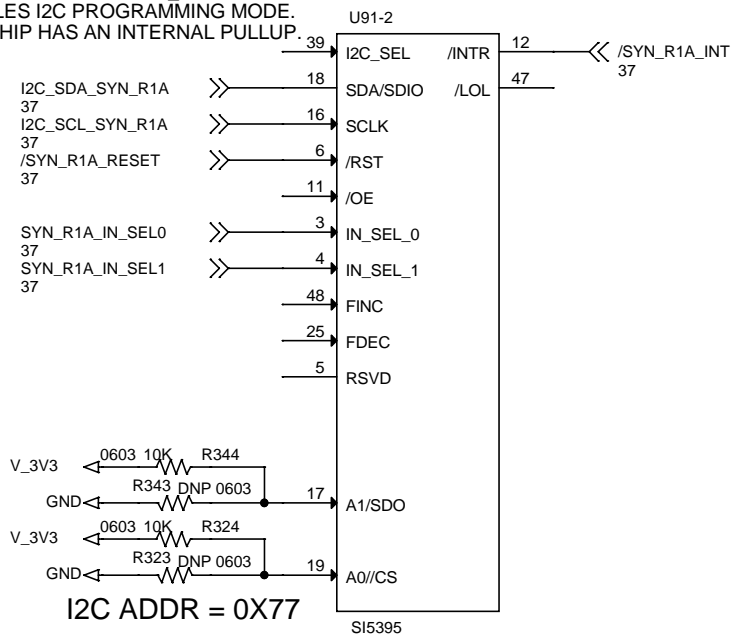 LES I2C PROGRAMMING MODE.
HIP HAS AN INTERNAL PULLUP.
U91-2
39 I2C_SEL /INTR 12 /SYN_R1A_INT
37
I2C_SDA_SYN_R1A 18 SDA/SDIO /LOL 47
37
I2C_SCL_SYN_R1A 16 SCLK
37
/SYN_R1A_RESET 6 /RST
37
11 /OE
SYN_R1A_IN_SEL0 3 IN_SEL_0
37
SYN_R1A_IN_SEL1 4 IN_SEL_1
37
48 FINC
25 FDEC
5 RSVD
V_3V3 0603 10K R344
GND R343 DNP 0603 17 A1/SDO
V_3V3 0603 10K R324
GND R323 DNP 0603 19 A0//CS
I2C ADDR = 0X77
SI5395